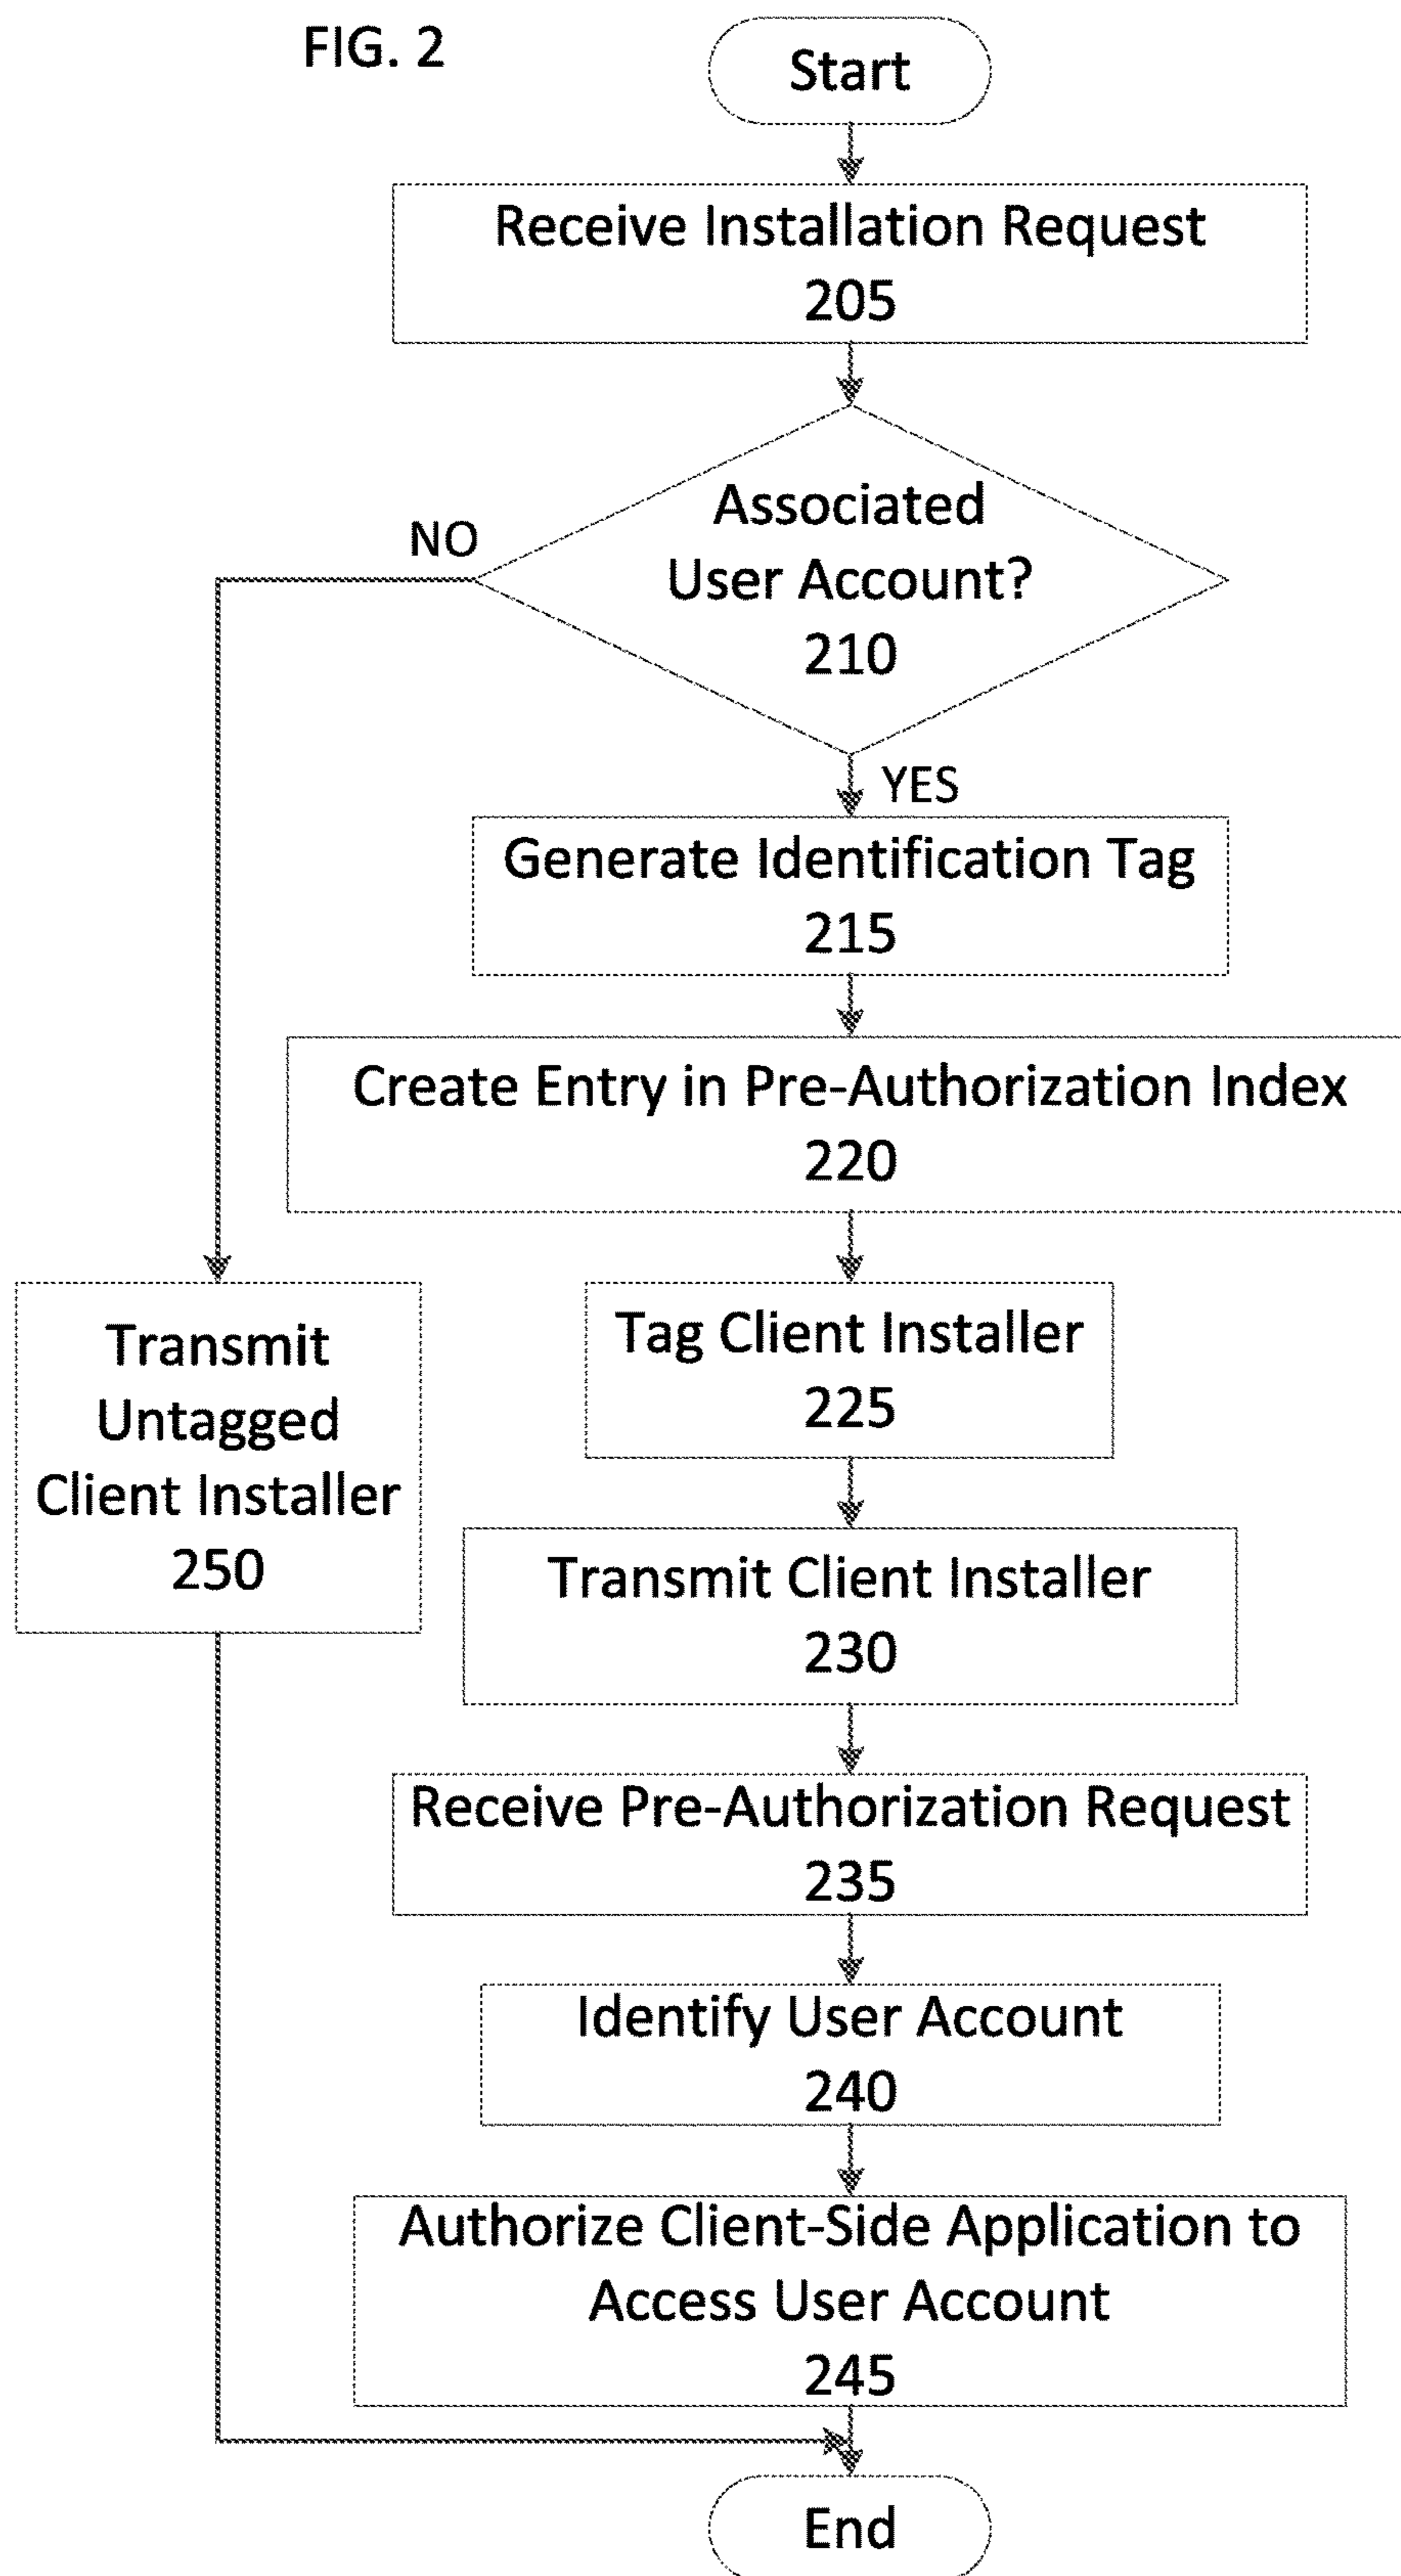 FIG. 2
Start
Receive Installation Request
205
Associated
User Account?
210
NO
YES
Generate Identification Tag
215
Create Entry in Pre-Authorization Index
220
Tag Client Installer
225
Transmit
Untagged
Client Installer
250
Transmit Client Installer
230
Receive Pre-Authorization Request
235
Identify User Account
240
Authorize Client-Side Application to
Access User Account
245
End